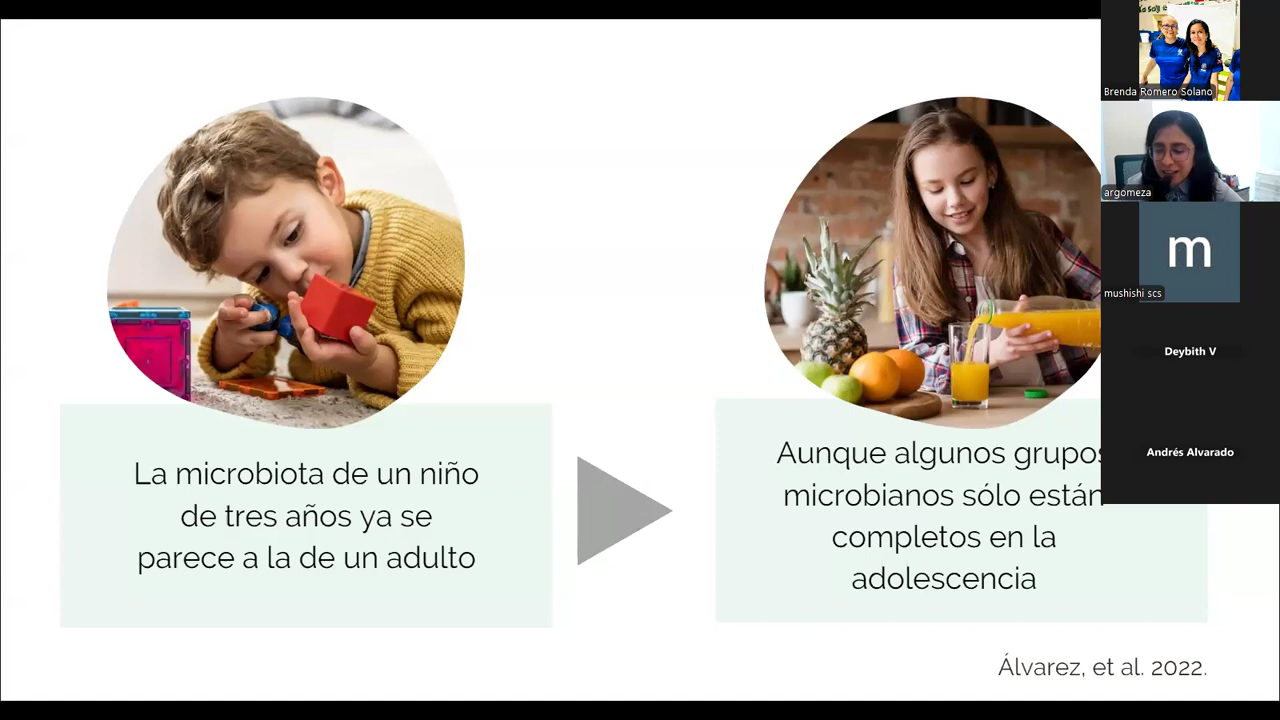 La microbiota de un niño
de tres años ya se
parece a la de un adulto
Aunque algunos grupos
microbianos sólo están
completos en la
adolescencia
Álvarez, et al. 2022.
Brenda Romero Solano
argomeza
m
mushishi scs
Deybith V
Andrés Alvarado